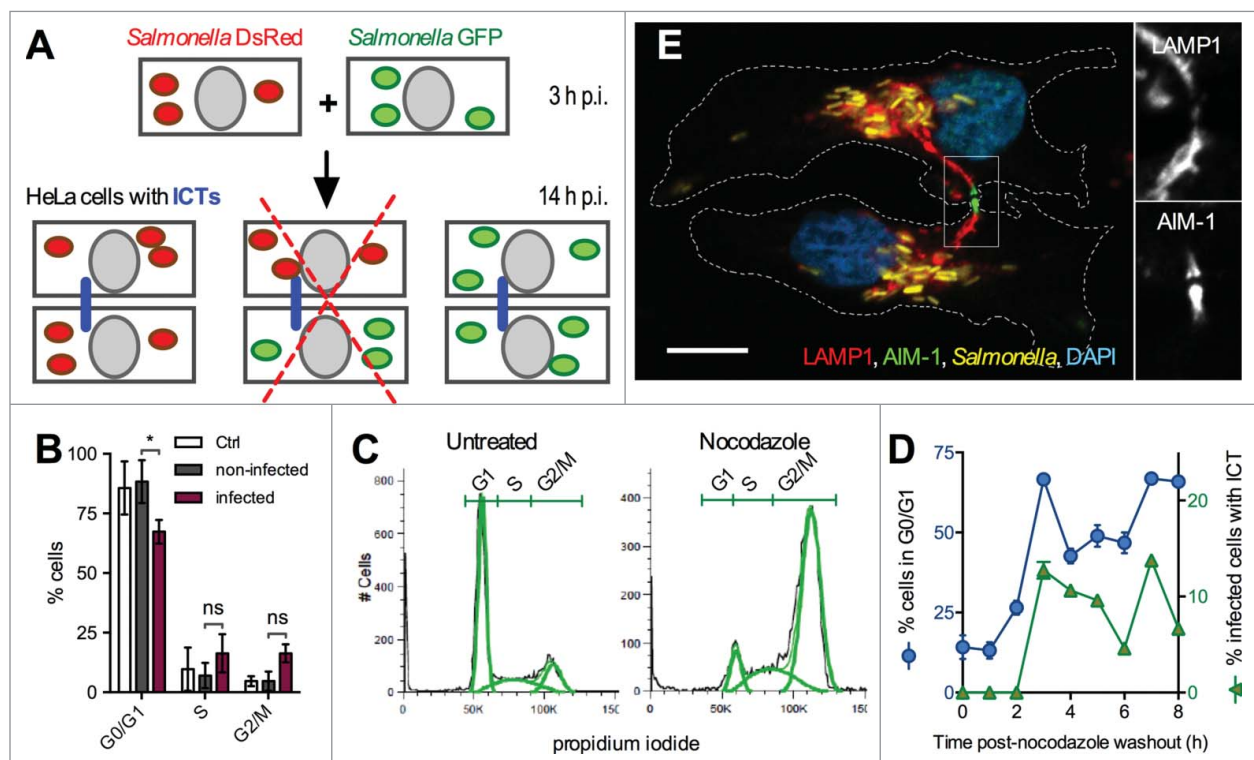 A
Salmonella DsRed
Salmonella GFP
+
3 h p.i.
HeLa cells with ICTs
14 h p.i.
E
LAMP1
AIM-1
LAMP1, AIM-1, Salmonella, DAPI
B
% cells
100
75
50
25
0
*
ns
ns
Ctrl
non-infected
infected
G0/G1
S
G2/M
C
Untreated
Nocodazole
G1
S
G2/M
G1
S
G2/M
# Cells
800
600
400
200
0
400
300
200
100
0
0
50K
100K
0
50K
100K
propidium iodide
D
% cells in G0/G1
75
50
25
0
20
10
0
% infected cells with ICT
0
2
4
6
8
Time post-nocodazole washout (h)